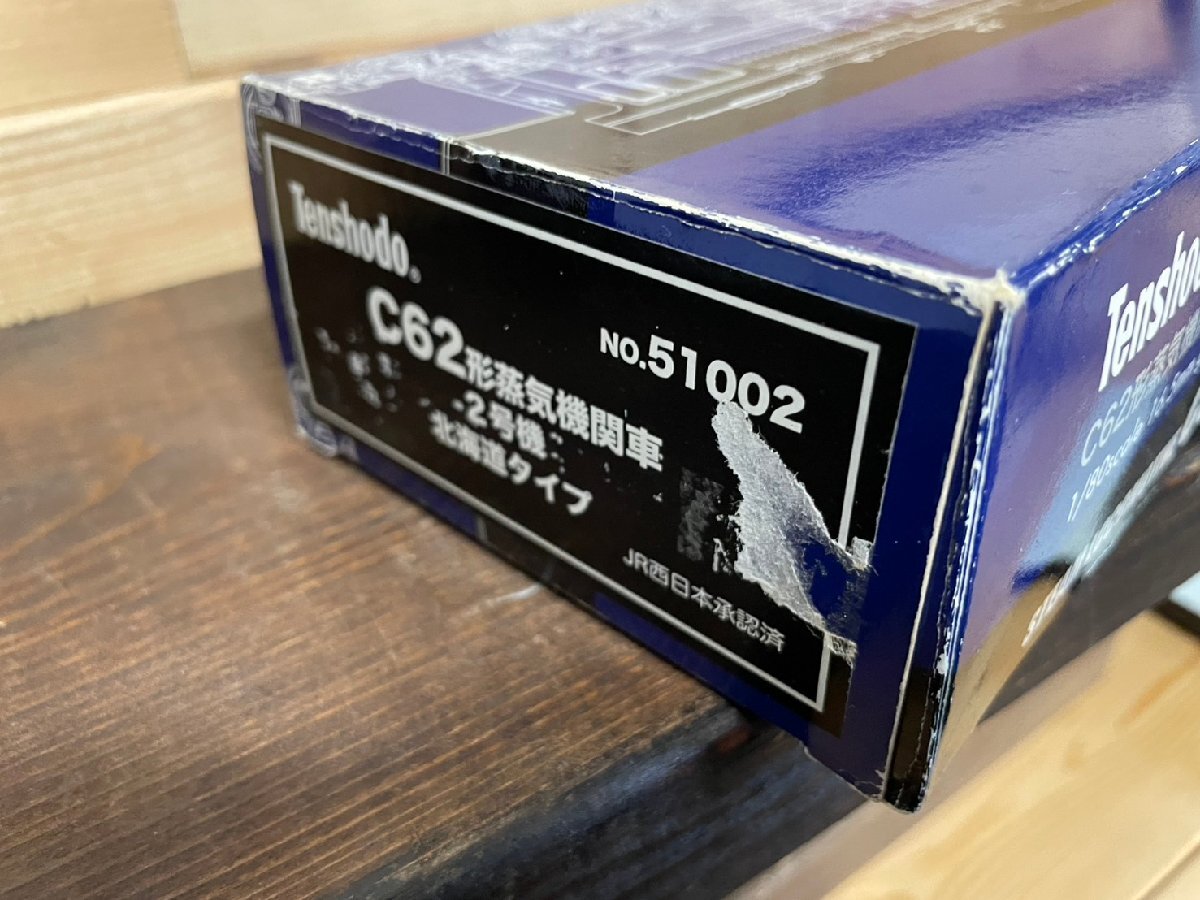 Tenshodo®
NO.51002
C62形蒸気機関車
2号機
北海道タイプ
JR西日本承認済
Tenshodo
C62形蒸気機
1/80scale 16.5